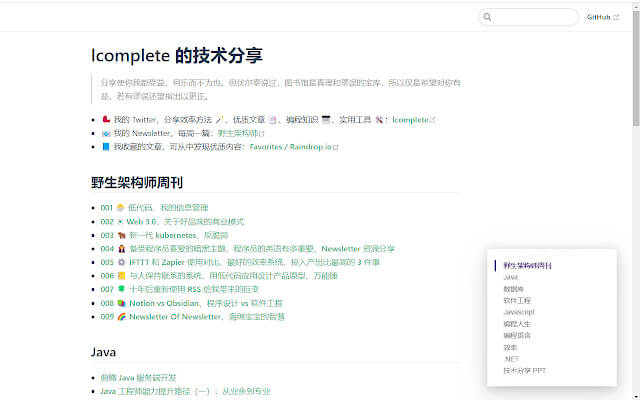 GitHub
lcomplete 的技术分享
分享使你我都受益，何乐而不为也。但伏尔泰说过，图书馆是真理和谬误的宝库，所以仅是希望对你有
益，若有谬误还望指出以更正。
我的 Twitter，分享效率方法 🪄、优质文章 📄、编程知识 、实用工具 🛠：lcomplete
我的 Newsletter，每周一篇：野生架构师
我收藏的文章，可从中发现优质内容：Favorites / Raindrop.io
野生架构师周刊
001 🐣 低代码、我的信息管理
002 ☀ Web 3.0、关于好品味的商业模式
003 🐂 新一代 kubernetes、反脆弱
004 备受程序员喜爱的暗黑主题、程序员的英语有多重要、Newsletter 资源分享
005 ⚙ IFTTT 和 Zapier 使用对比、最好的效率系统、投入产出比最高的 3 件事
006 📒 与人保持联系的系统、用低代码应用设计产品原型、万能锤
007 🍀 十年后重新使用 RSS 给我带来的巨变
008 📚 Notion vs Obsidian、程序设计 vs 软件工程
009 🌈 Newsletter Of Newsletter、海绵宝宝的智慧
野生架构师周刊
Java
数据库
软件工程
Javascript
编程人生
编程语言
效率
.NET
技术分享 PPT
Java
俯瞰 Java 服务端开发
Java 工程师能力提升路径（一）：从业余到专业